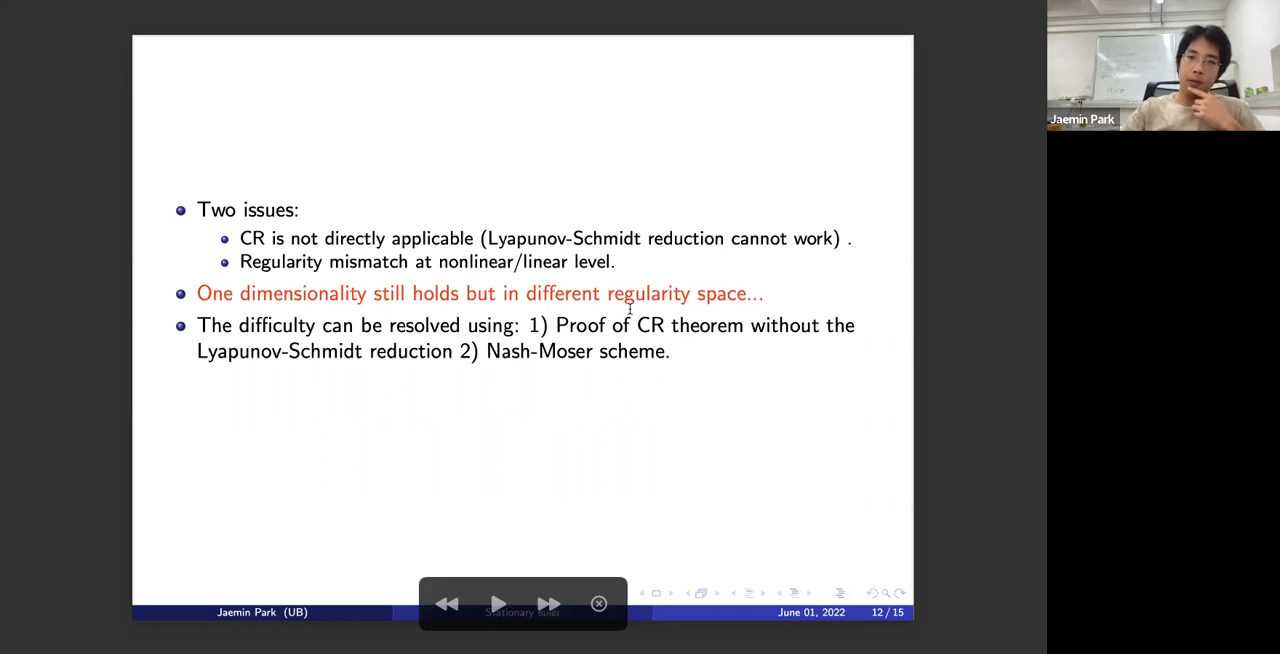 Jaemin Park
Two issues:
CR is not directly applicable (Lyapunov-Schmidt reduction cannot work) .
Regularity mismatch at nonlinear/linear level.
One dimensionality still holds but in different regularity space...
The difficulty can be resolved using: 1) Proof of CR theorem without the
Lyapunov-Schmidt reduction 2) Nash-Moser scheme.
Jaemin Park (UB)
Stationary Euler
June 01, 2022
12 / 15